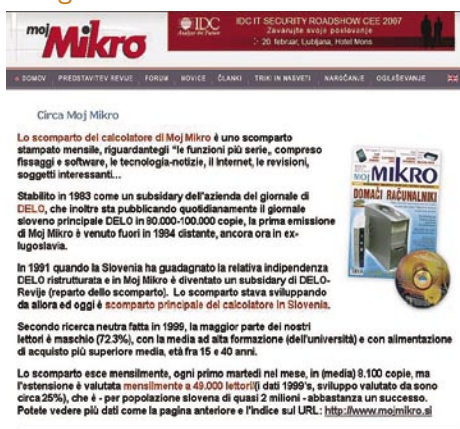 moj Mikro
IDC
Analyze the Future
IDC IT SECURITY ROADSHOW CEE 2007
Zavarujte svoje poslovanje
20. februar, Ljubljana, Hotel Mons
DOMOV PREDSTAVITEV REVIJE FORUM NOVICE ČLANKI TRIKI IN NASVETI NAROČANJE OGLAŠEVANJE
Circa Moj Mikro
Lo scomparto del calcolatore di Moj Mikro è uno scomparto
stampato mensile, riguardantegli "le funzioni più serie,, compreso
fissaggi e software, le tecnologia-notizie, il Internet, le revisioni,
soggetti interessanti...
Stabilito in 1983 come un subsidary dell'azienda del giornale di
DELO, che inoltre sta pubblicando quotidianamente il giornale
sloveno principale DELO in 90.000-100.000 copie, la prima emissione
di Moj Mikro è venuto fuori in 1984 distante, ancora ora in ex-
Iugoslavia.
In 1991 quando la Slovenia ha guadagnato la relativa indipendenza
DELO ristrutturata e in Moj Mikro è diventato un subsidary di DELO-
Revije (reparto dello scomparto). Lo scomparto stava sviluppando
da allora ed oggi è scomparto principale del calcolatore in Slovenia.
Secondo ricerca neutra fatta in 1999, la maggior parte dei nostri
lettori è maschio (72.3%), con la media ad alta formazione (dell'università) e con alimentazione
di acquisto più superiore media, età fra 15 e 40 anni.
Lo scomparto esce mensilmente, ogni primo martedì nel mese, in (media) 8.100 copie, ma
l'estensione è valutata mensilmente a 49.000 lettori/(i dati 1999's, sviluppo valutato da sono
circa 25%), che è - per popolazione slovena di quasi 2 milioni - abbastanza un successo.
Potete vedere più dati come la pagina anteriore e l'indice sul URL: http://www.mojmikro.si
MOJ MIKRO
DOMAČI RAČUNALNIKI